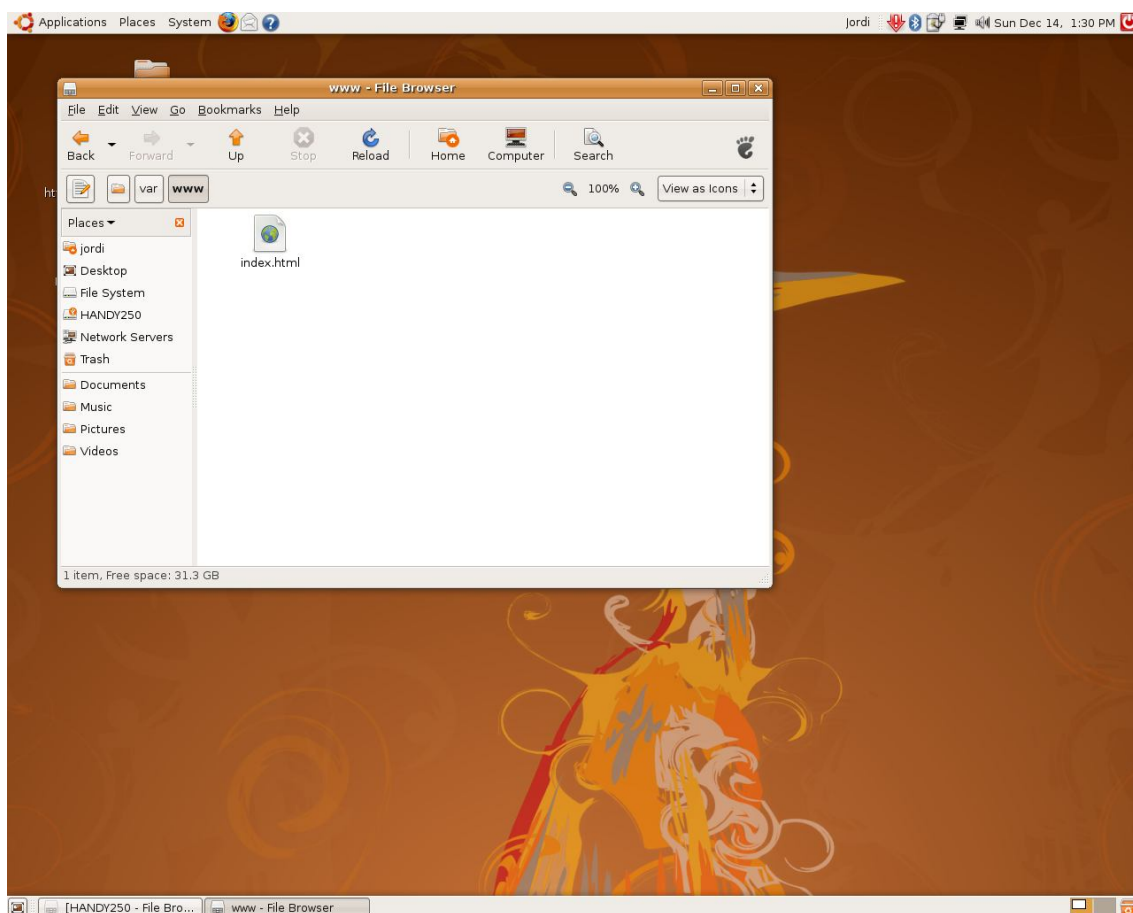 Applications Places System
Jordi
Sun Dec 14, 1:30 PM
www - File Browser
File Edit View Go Bookmarks Help
Back Forward Up Stop Reload Home Computer Search
var www
100%
View as Icons
Places
jordi
Desktop
File System
HANDY250
Network Servers
Trash
Documents
Music
Pictures
Videos
index.html
1 item, Free space: 31.3 GB
ht
[HANDY250 - File Bro...
www - File Browser